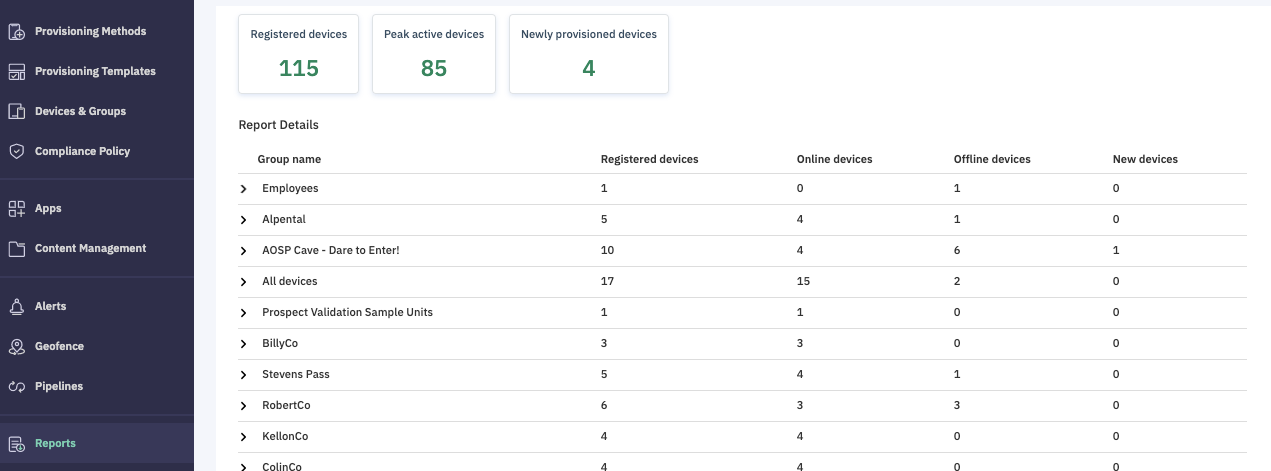 Provisioning Methods
Provisioning Templates
Devices & Groups
Compliance Policy
Apps
Content Management
Alerts
Geofence
Pipelines
Reports
Registered devices
115
Peak active devices
85
Newly provisioned devices
4
Report Details
Group name Registered devices Online devices Offline devices New devices
Employees 1 0 1 0
Alpental 5 4 1 0
AOSP Cave - Dare to Enter! 10 4 6 1
All devices 17 15 2 0
Prospect Validation Sample Units 1 1 0 0
BillyCo 3 3 0 0
Stevens Pass 5 4 1 0
RobertCo 6 3 3 0
KellonCo 4 4 0 0
ColinCo 4 4 0 0